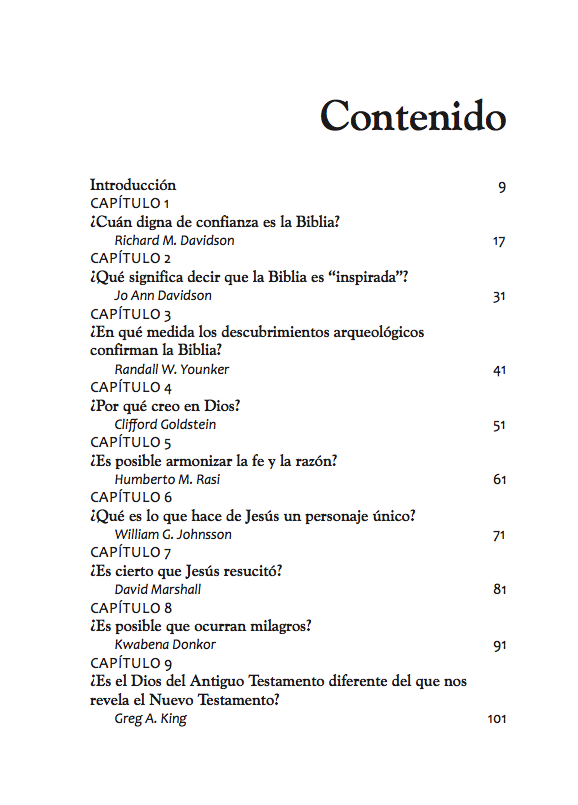 Contenido
Introducción 9
CAPÍTULO 1
¿Cuán digna de confianza es la Biblia?
Richard M. Davidson 17
CAPÍTULO 2
¿Qué significa decir que la Biblia es “inspirada”?
Jo Ann Davidson 31
CAPÍTULO 3
¿En qué medida los descubrimientos arqueológicos
confirman la Biblia?
Randall W. Younker 41
CAPÍTULO 4
¿Por qué creo en Dios?
Clifford Goldstein 51
CAPÍTULO 5
¿Es posible armonizar la fe y la razón?
Humberto M. Rasi 61
CAPÍTULO 6
¿Qué es lo que hace de Jesús un personaje único?
William G. Johnsson 71
CAPÍTULO 7
¿Es cierto que Jesús resucitó?
David Marshall 81
CAPÍTULO 8
¿Es posible que ocurran milagros?
Kwabena Donkor 91
CAPÍTULO 9
¿Es el Dios del Antiguo Testamento diferente del que nos
revela el Nuevo Testamento?
Greg A. King 101